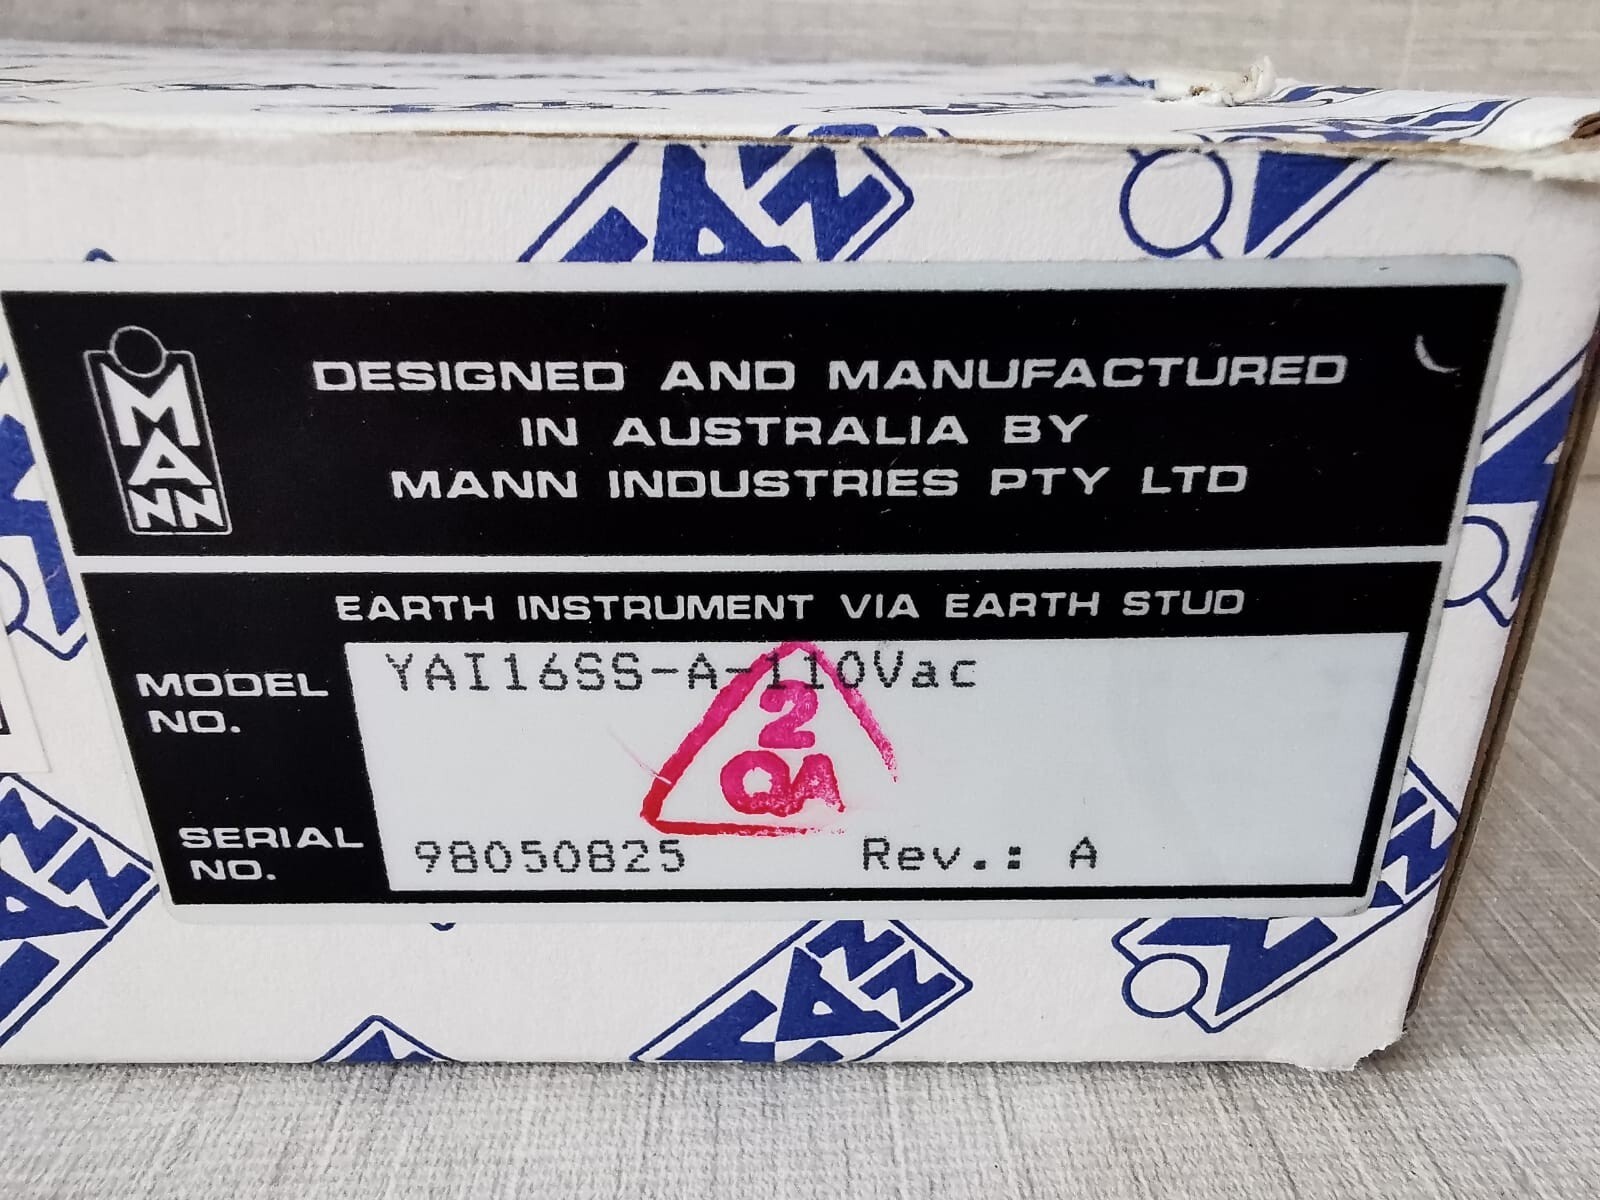 MANN
DESIGNED AND MANUFACTURED
IN AUSTRALIA BY
MANN INDUSTRIES PTY LTD
EARTH INSTRUMENT VIA EARTH STUD
MODEL NO.
YAI16SS-A-110Vac
2
QA
SERIAL NO.
98050825 Rev.: A